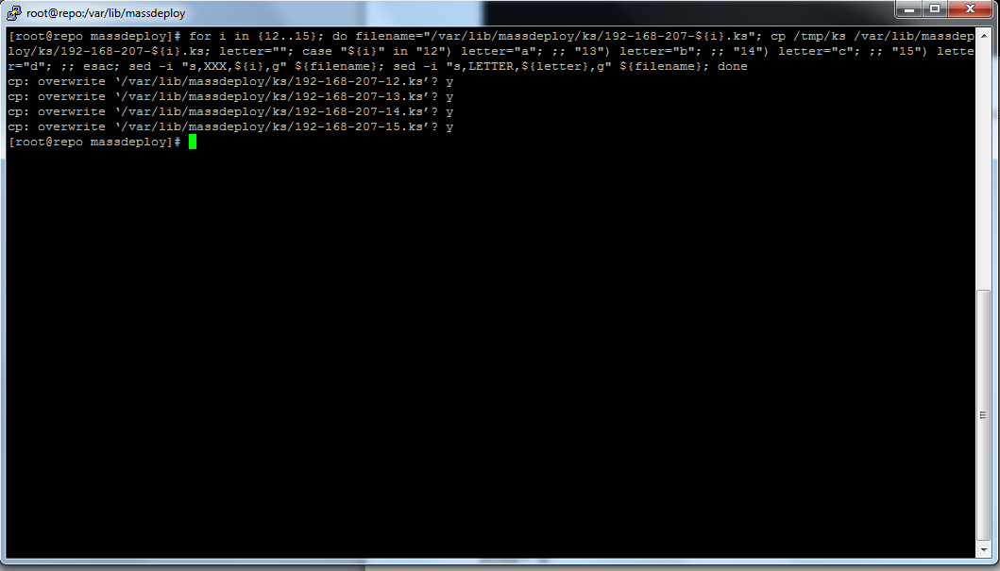 root@repo:/var/lib/massdeploy
[root@repo massdeploy]# for i in {12..15}; do filename="/var/lib/massdeploy/ks/192-168-207-${i}.ks"; cp /tmp/ks /var/lib/massdep
loy/ks/192-168-207-${i}.ks; letter=""; case "${i}" in "12") letter="a"; ;; "13") letter="b"; ;; "14") letter="c"; ;; "15") lette
r="d"; ;; esac; sed -i "s,XXX,${i},g" ${filename}; sed -i "s,LETTER,${letter},g" ${filename}; done
cp: overwrite ‘/var/lib/massdeploy/ks/192-168-207-12.ks’? y
cp: overwrite ‘/var/lib/massdeploy/ks/192-168-207-13.ks’? y
cp: overwrite ‘/var/lib/massdeploy/ks/192-168-207-14.ks’? y
cp: overwrite ‘/var/lib/massdeploy/ks/192-168-207-15.ks’? y
[root@repo massdeploy]#